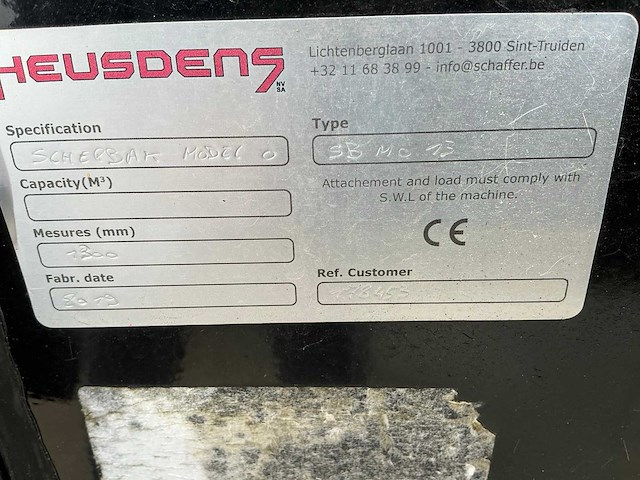 HEUSDENS NV SA
Lichtenberglaan 1001 - 3800 Sint-Truiden
+32 11 68 38 99 - info@schaffer.be
Specification
SCHEPBAK MODEL 0
Type
SB MO 13
Capacity(M³)
Attachement and load must comply with
S.W.L of the machine.
Mesures (mm)
1300
CE
Fabr. date
Ref. Customer